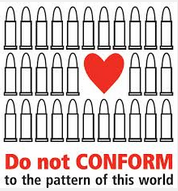 Do not CONFORM
to the pattern of this world